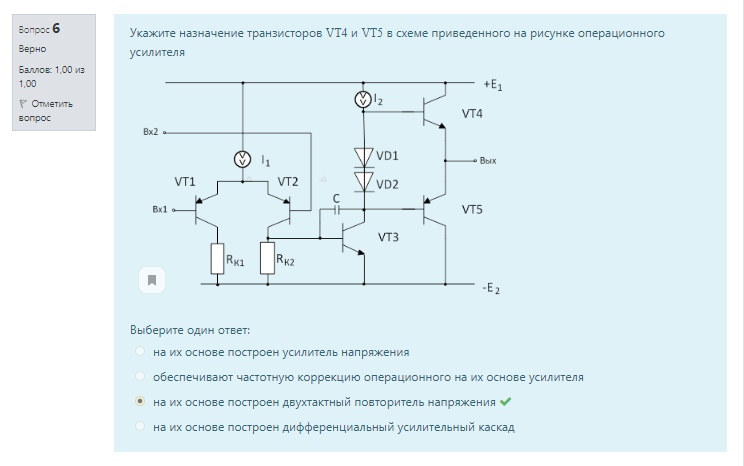 Вопрос 6
Верно
Баллов: 1,00 из
1,00
Отметить
вопрос
Укажите назначение транзисторов VT4 и VT5 в схеме приведенного на рисунке операционного
усилителя
+E1
I2
VT4
Вх2
I1
VD1
Вых
VT1
VT2
VD2
C
Вх1
VT5
VT3
RК1
RК2
-E2
Выберите один ответ:
на их основе построен усилитель напряжения
обеспечивают частотную коррекцию операционного на их основе усилителя
на их основе построен двухтактный повторитель напряжения
на их основе построен дифференциальный усилительный каскад